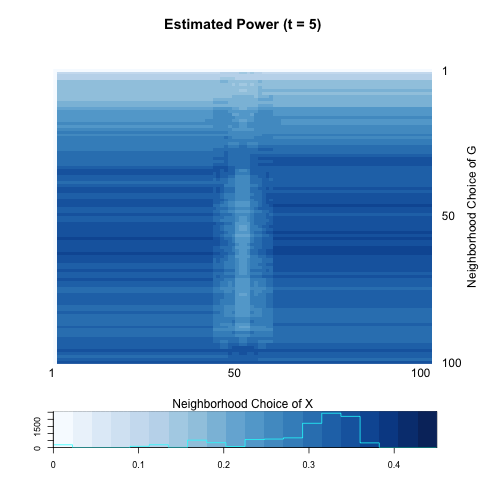 Estimated Power (t = 5)
1
Neighborhood Choice of G
50
100
1 50 100
Neighborhood Choice of X
0 1500
0 0.1 0.2 0.3 0.4